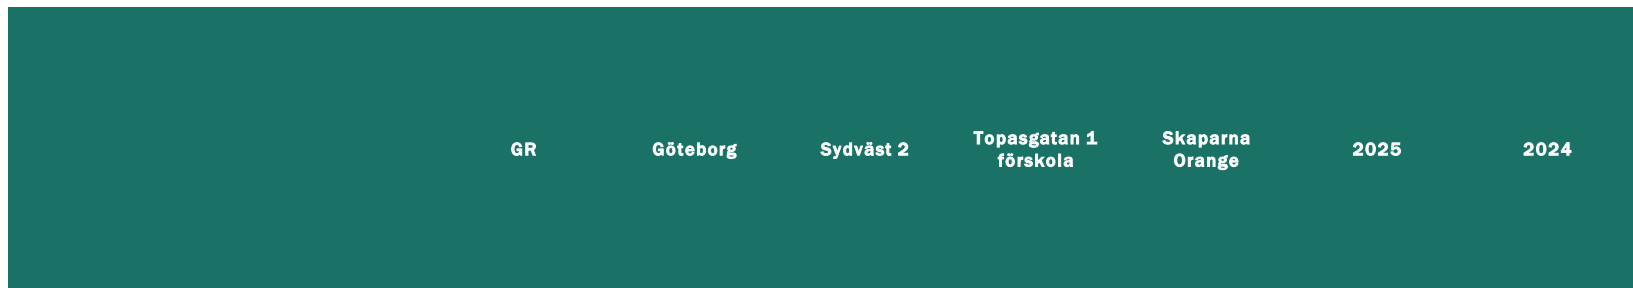 GR
Göteborg
Sydväst 2
Topasgatan 1
förskola
Skaparna
Orange
2025
2024